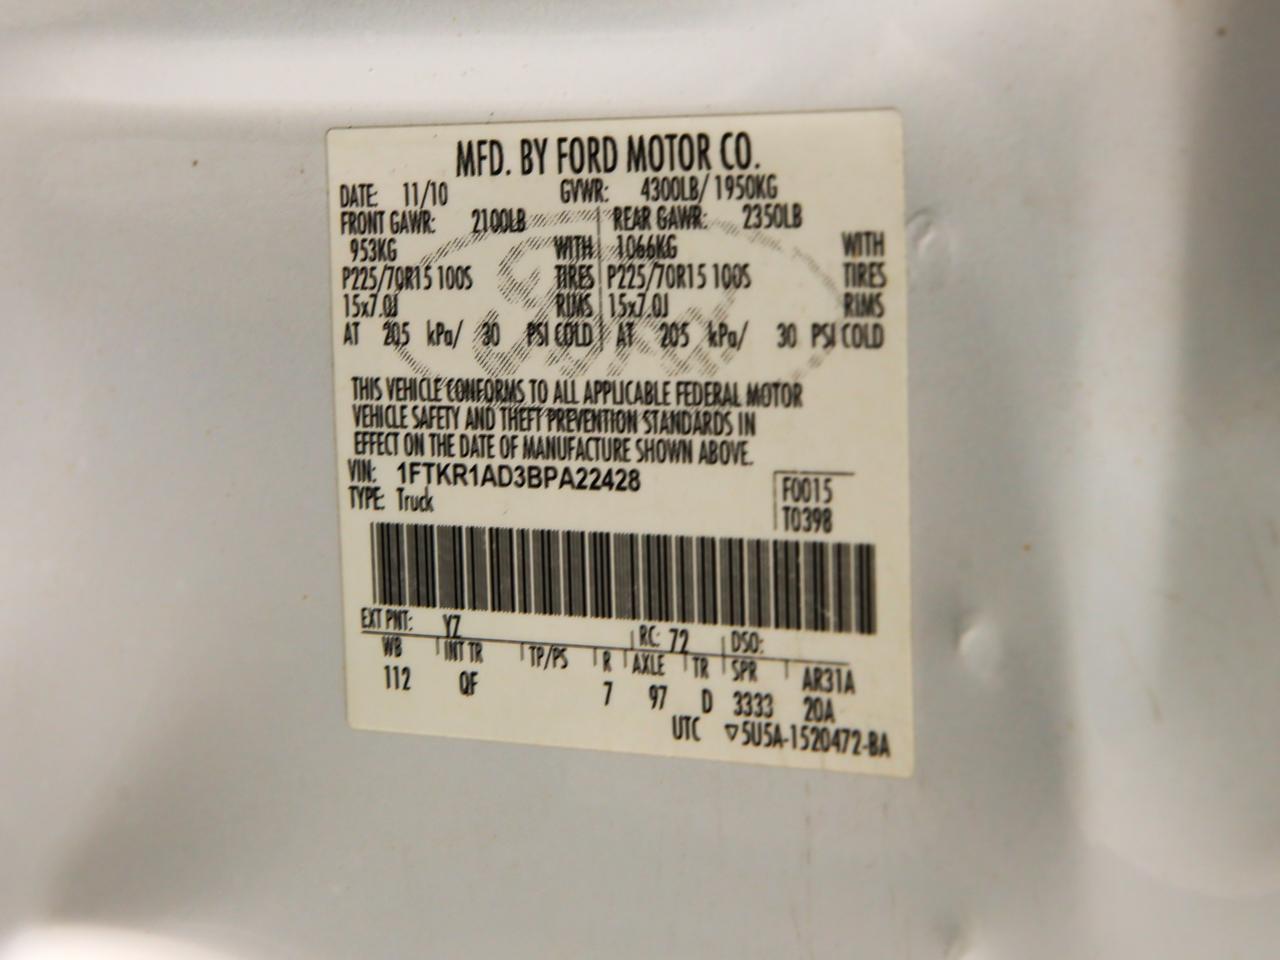 MFD. BY FORD MOTOR CO.
DATE: 11/10 GVWR: 4300LB/ 1950KG
FRONT GAWR: 2100LB REAR GAWR: 2350LB
953KG WITH 1066KG WITH
P225/70R15 100S TIRES P225/70R15 100S TIRES
15x7.0J RIMS 15x7.0J RIMS
AT 205 kPa/ 30 PSI COLD AT 205 kPa/ 30 PSI COLD
THIS VEHICLE CONFORMS TO ALL APPLICABLE FEDERAL MOTOR
VEHICLE SAFETY AND THEFT PREVENTION STANDARDS IN
EFFECT ON THE DATE OF MANUFACTURE SHOWN ABOVE.
VIN: 1FTKR1AD3BPA22428 F0015
TYPE: Truck T0398
EXT PNT: YZ RC: 72 DSO:
WB INT TR TP/PS R AXLE TR SPR AR31A
112 QF 7 97 D 3333 20A
UTC ▽5U5A-1520472-BA